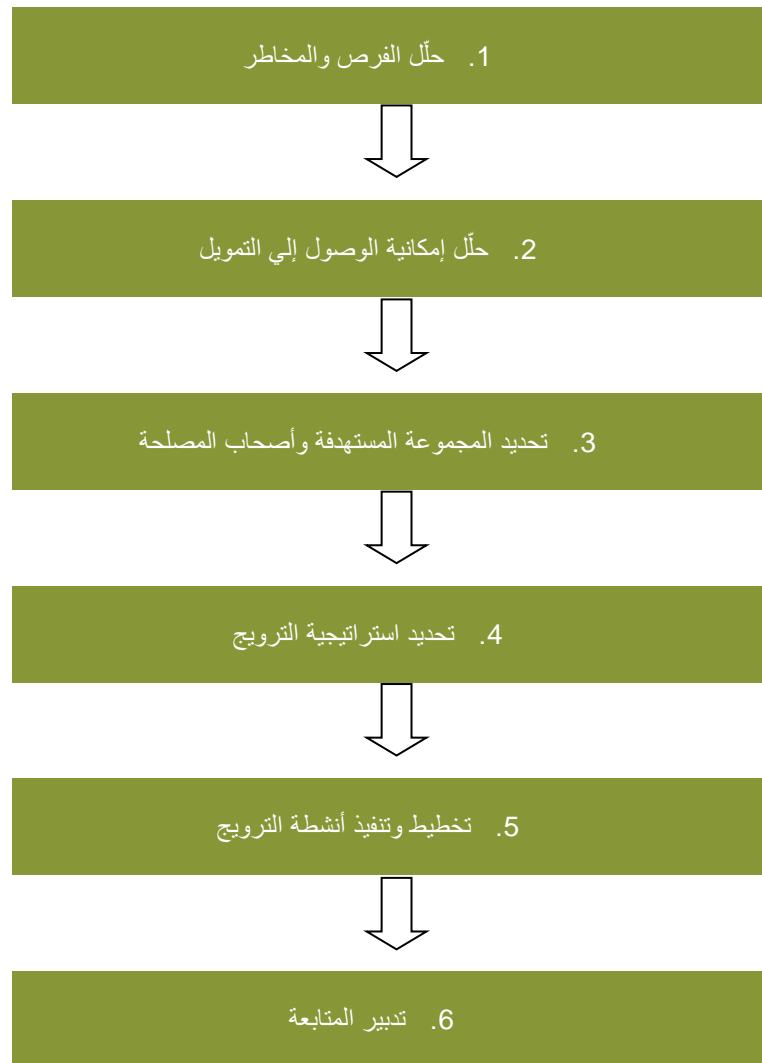 1. حلّل الفرص والمخاطر
2. حلّل إمكانية الوصول إلي التمويل
3. تحديد المجموعة المستهدفة وأصحاب المصلحة
4. تحديد استراتيجية الترويج
5. تخطيط وتنفيذ أنشطة الترويج
6. تدبير المتابعة